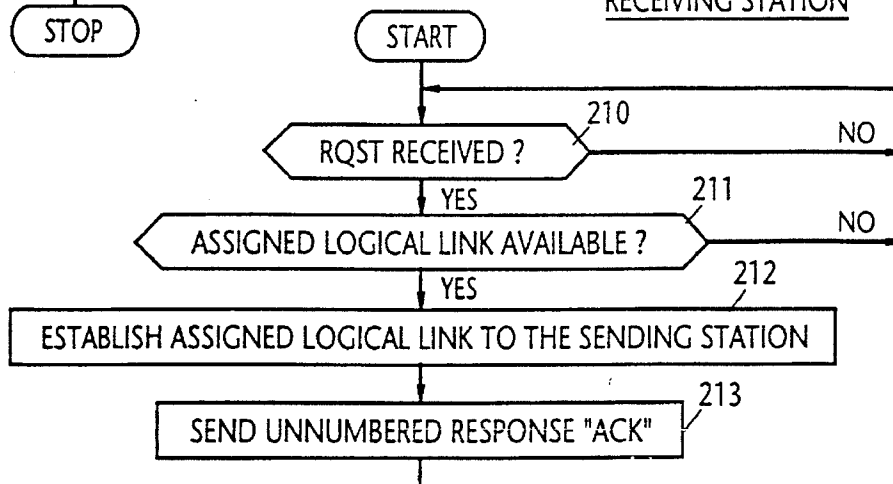 RECEIVING STATION
STOP
START
210
RQST RECEIVED ?
NO
YES
211
ASSIGNED LOGICAL LINK AVAILABLE ?
NO
YES
212
ESTABLISH ASSIGNED LOGICAL LINK TO THE SENDING STATION
213
SEND UNNUMBERED RESPONSE "ACK"